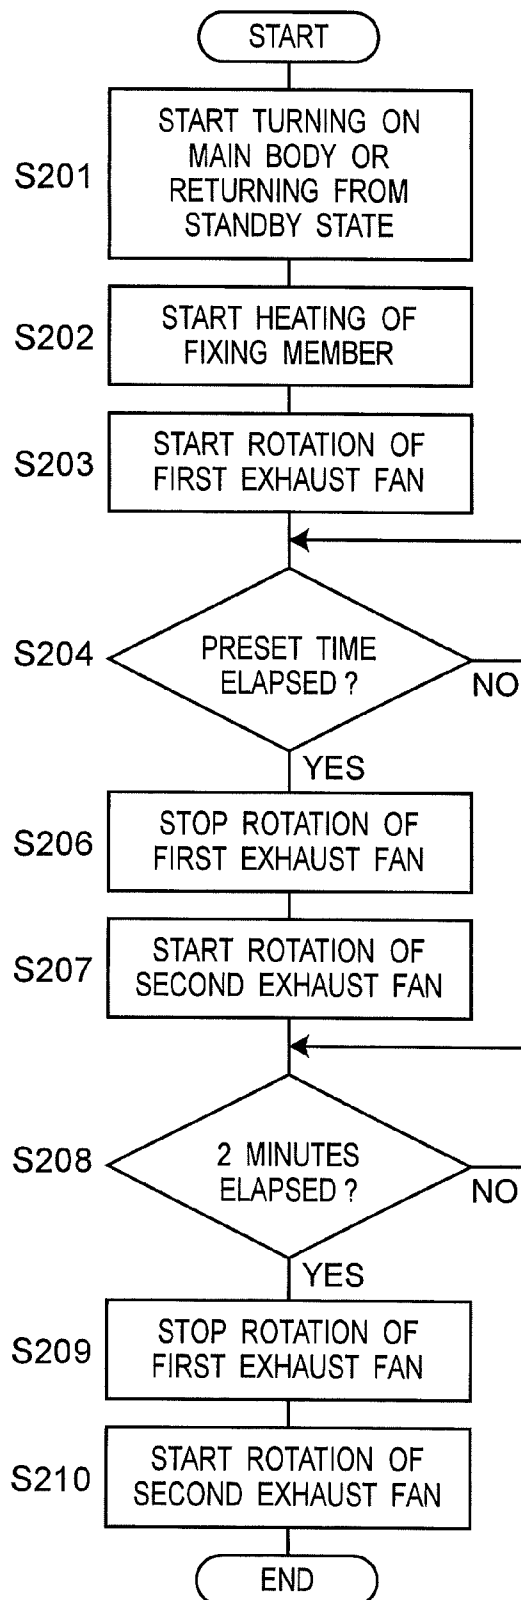 START
S201
START TURNING ON
MAIN BODY OR
RETURNING FROM
STANDBY STATE
S202
START HEATING OF
FIXING MEMBER
S203
START ROTATION OF
FIRST EXHAUST FAN
S204
PRESET TIME
ELAPSED ?
NO
YES
S206
STOP ROTATION OF
FIRST EXHAUST FAN
S207
START ROTATION OF
SECOND EXHAUST FAN
S208
2 MINUTES
ELAPSED ?
NO
YES
S209
STOP ROTATION OF
FIRST EXHAUST FAN
S210
START ROTATION OF
SECOND EXHAUST FAN
END